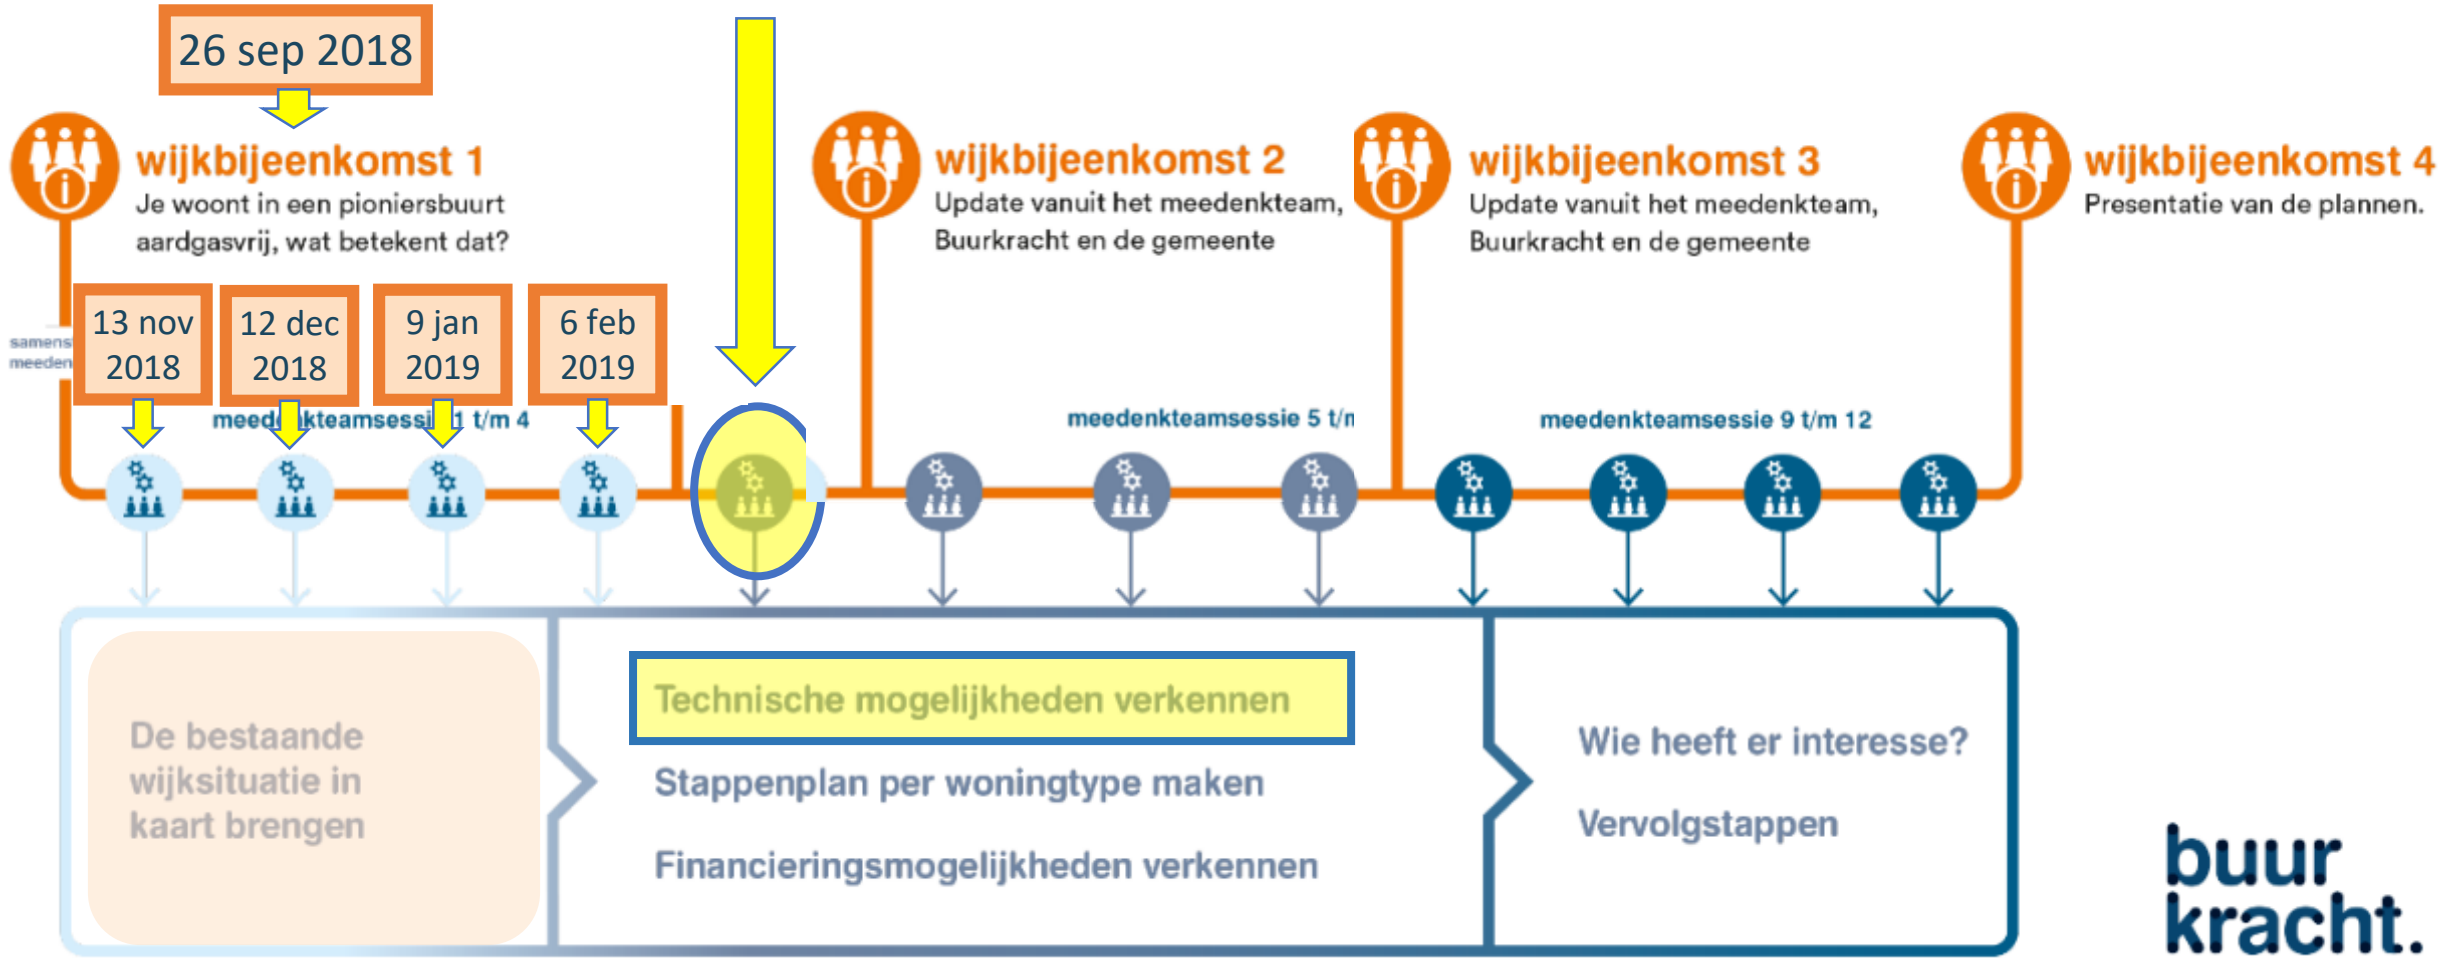 26 sep 2018
wijkbijeenkomst 1
Je woont in een pioniersbuurt
aardgasvrij, wat betekent dat?
wijkbijeenkomst 2
Update vanuit het meedenkteam,
Buurkracht en de gemeente
wijkbijeenkomst 3
Update vanuit het meedenkteam,
Buurkracht en de gemeente
wijkbijeenkomst 4
Presentatie van de plannen.
samens
meeden
13 nov
2018
12 dec
2018
9 jan
2019
6 feb
2019
t/m 4
meedenkteamsessie 5 t/m
meedenkteamsessie 9 t/m 12
De bestaande
wijksituatie in
kaart brengen
Technische mogelijkheden verkennen
Stappenplan per woningtype maken
Financieringsmogelijkheden verkennen
Wie heeft er interesse?
Vervolgstappen
buur
kracht.